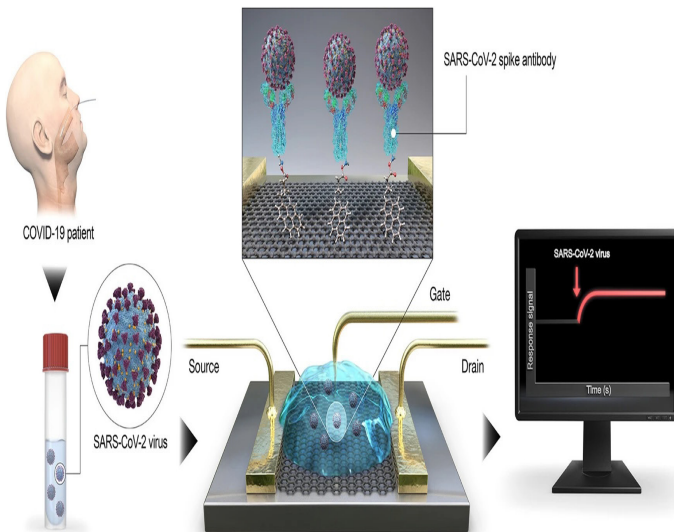 SARS-CoV-2 spike antibody
COVID-19 patient
SARS-CoV-2 virus
Source
Gate
Drain
SARS-CoV-2 virus
Response signal
Time (s)